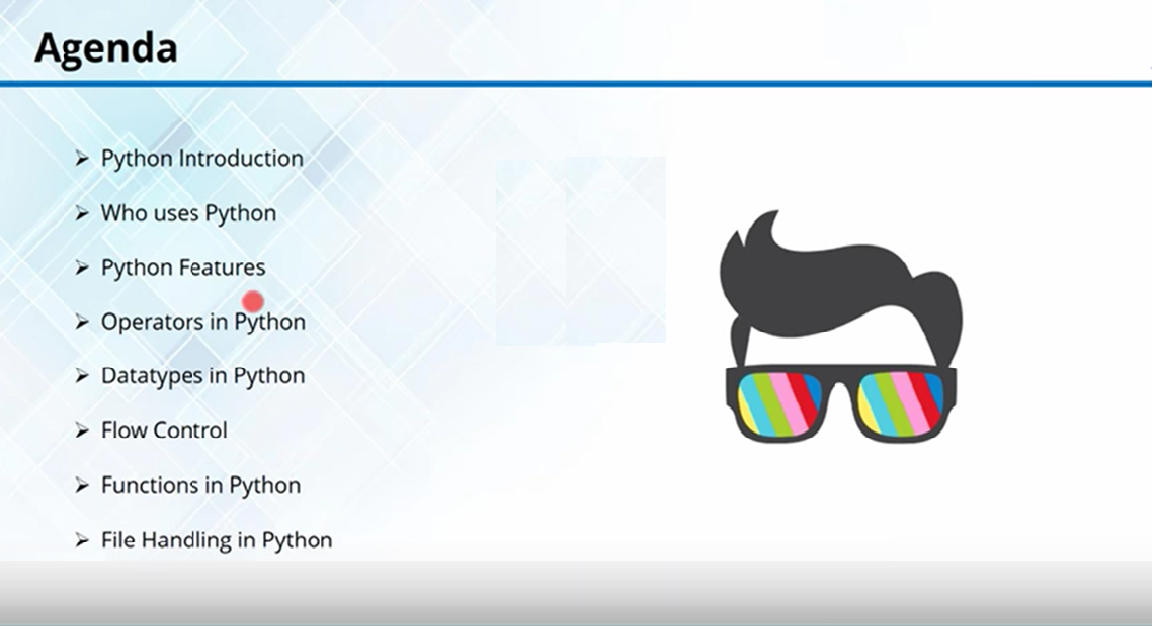 Agenda
Python Introduction
Who uses Python
Python Features
Operators in Python
Datatypes in Python
Flow Control
Functions in Python
File Handling in Python